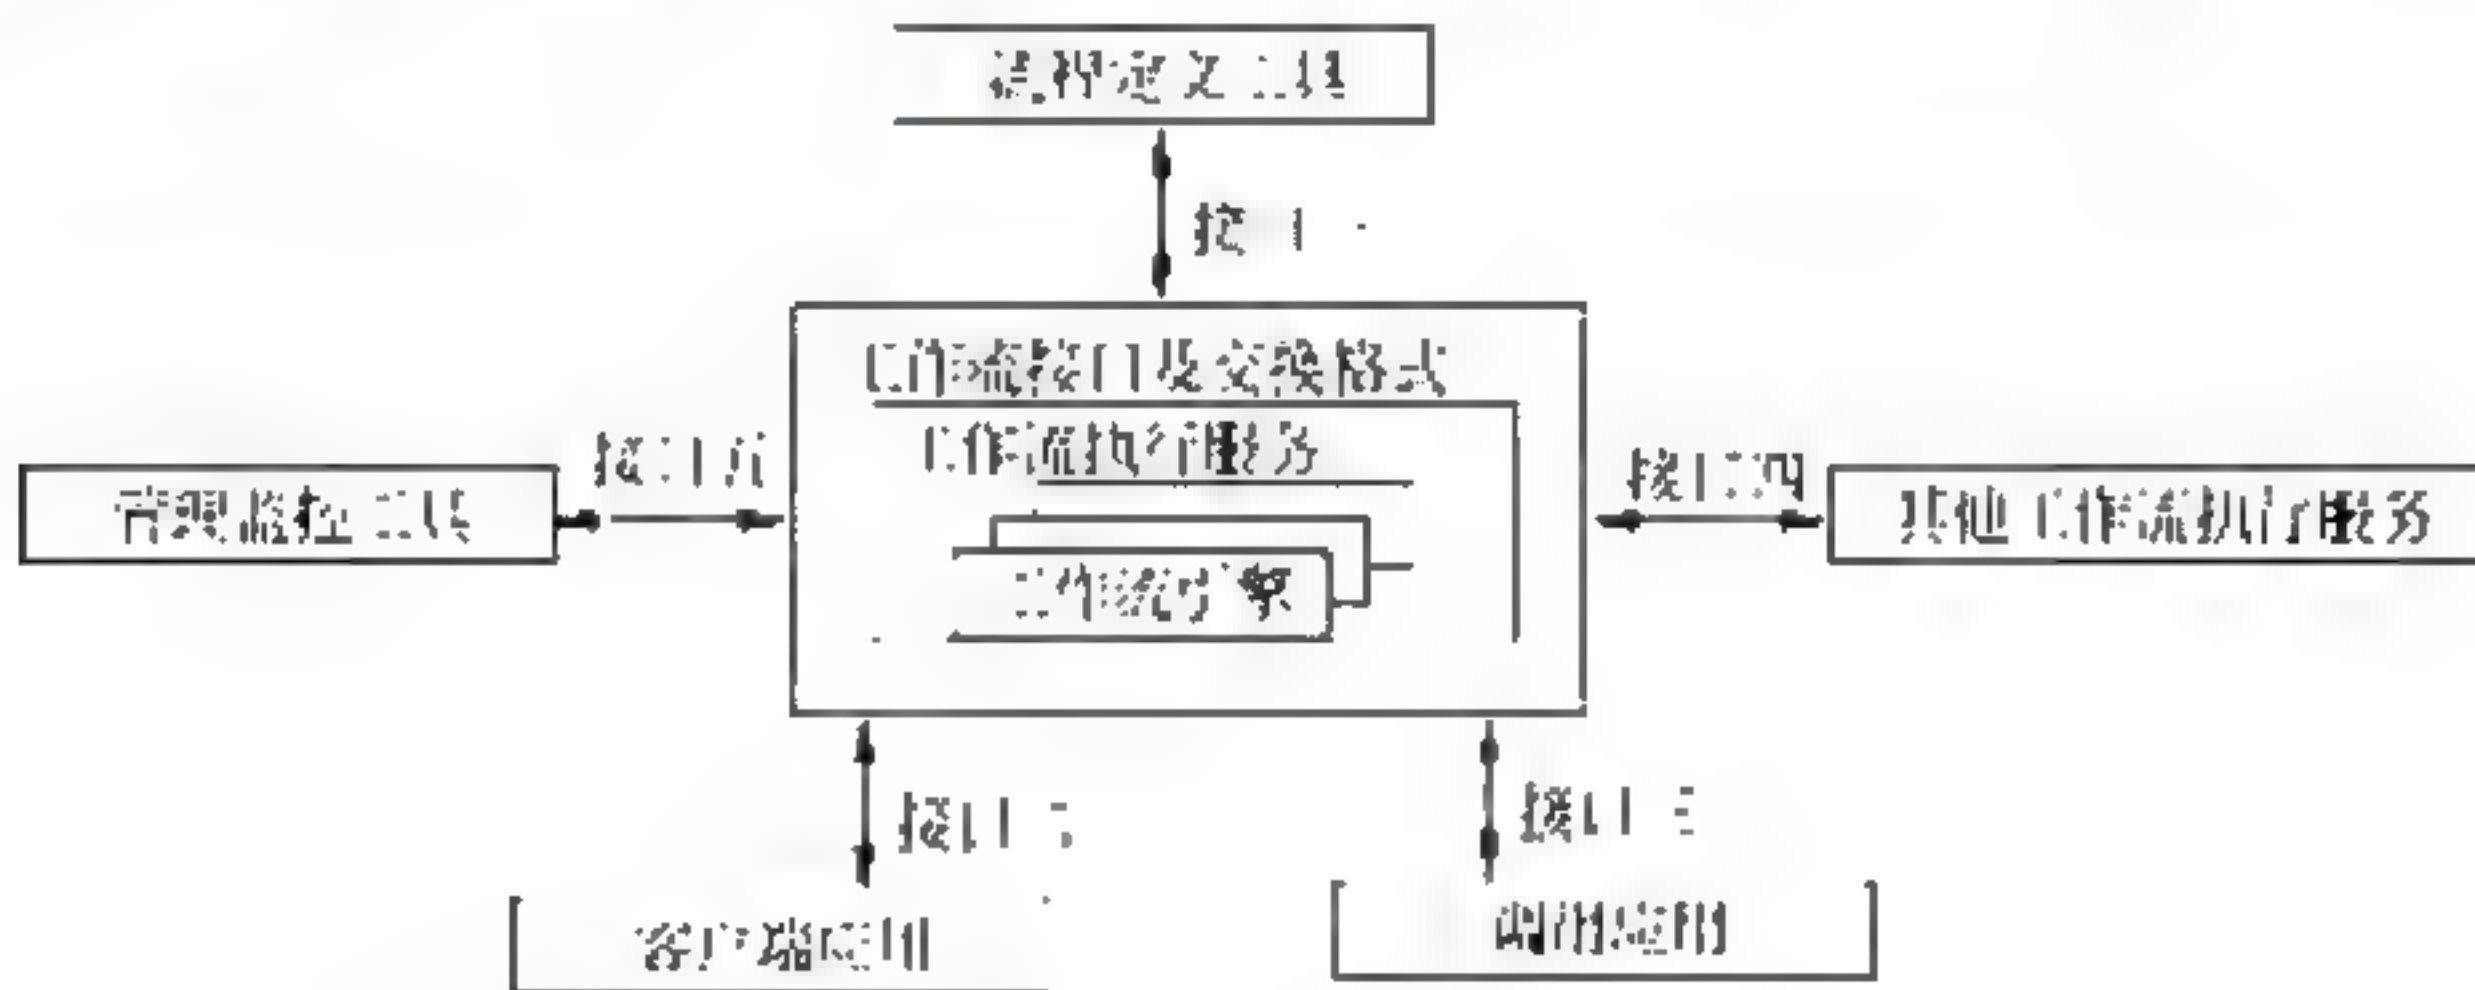 过程定义工具
接口一
工作流接口及交换格式
工作流执行服务
接口五
接口四
管理监控工具
其他工作流执行服务
工作流引擎
接口二
接口三
客户端应用
调用应用